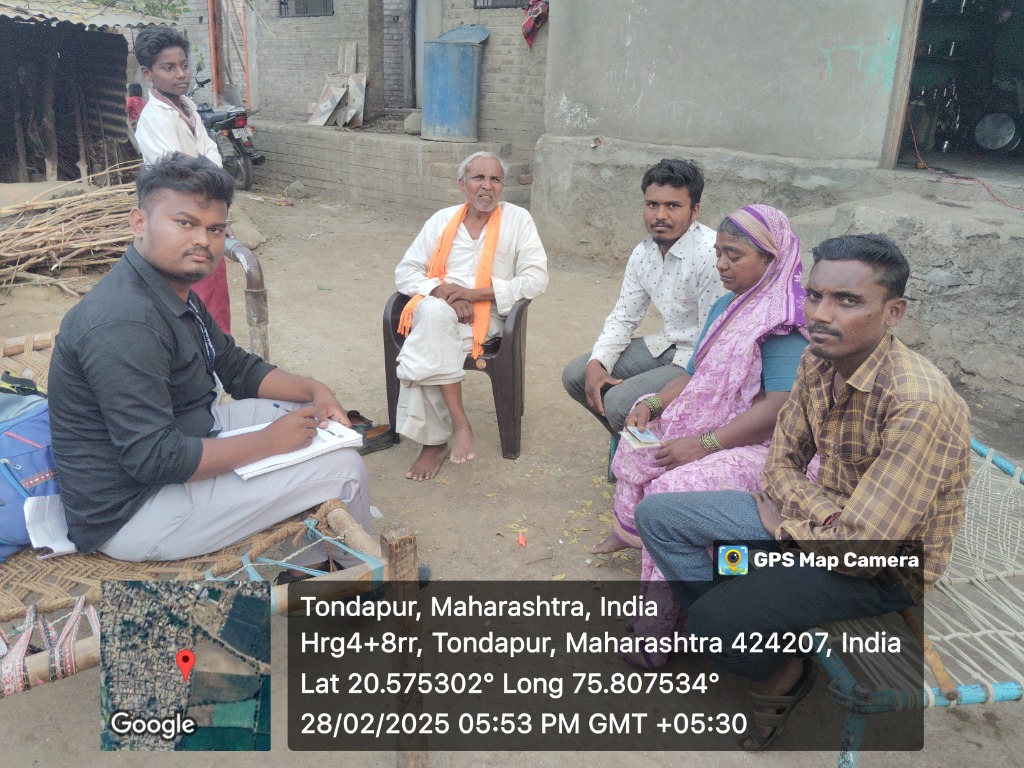 GPS Map Camera
Tondapur, Maharashtra, India
Hrg4+8rr, Tondapur, Maharashtra 424207, India
Lat 20.575302° Long 75.807534°
28/02/2025 05:53 PM GMT +05:30
Google